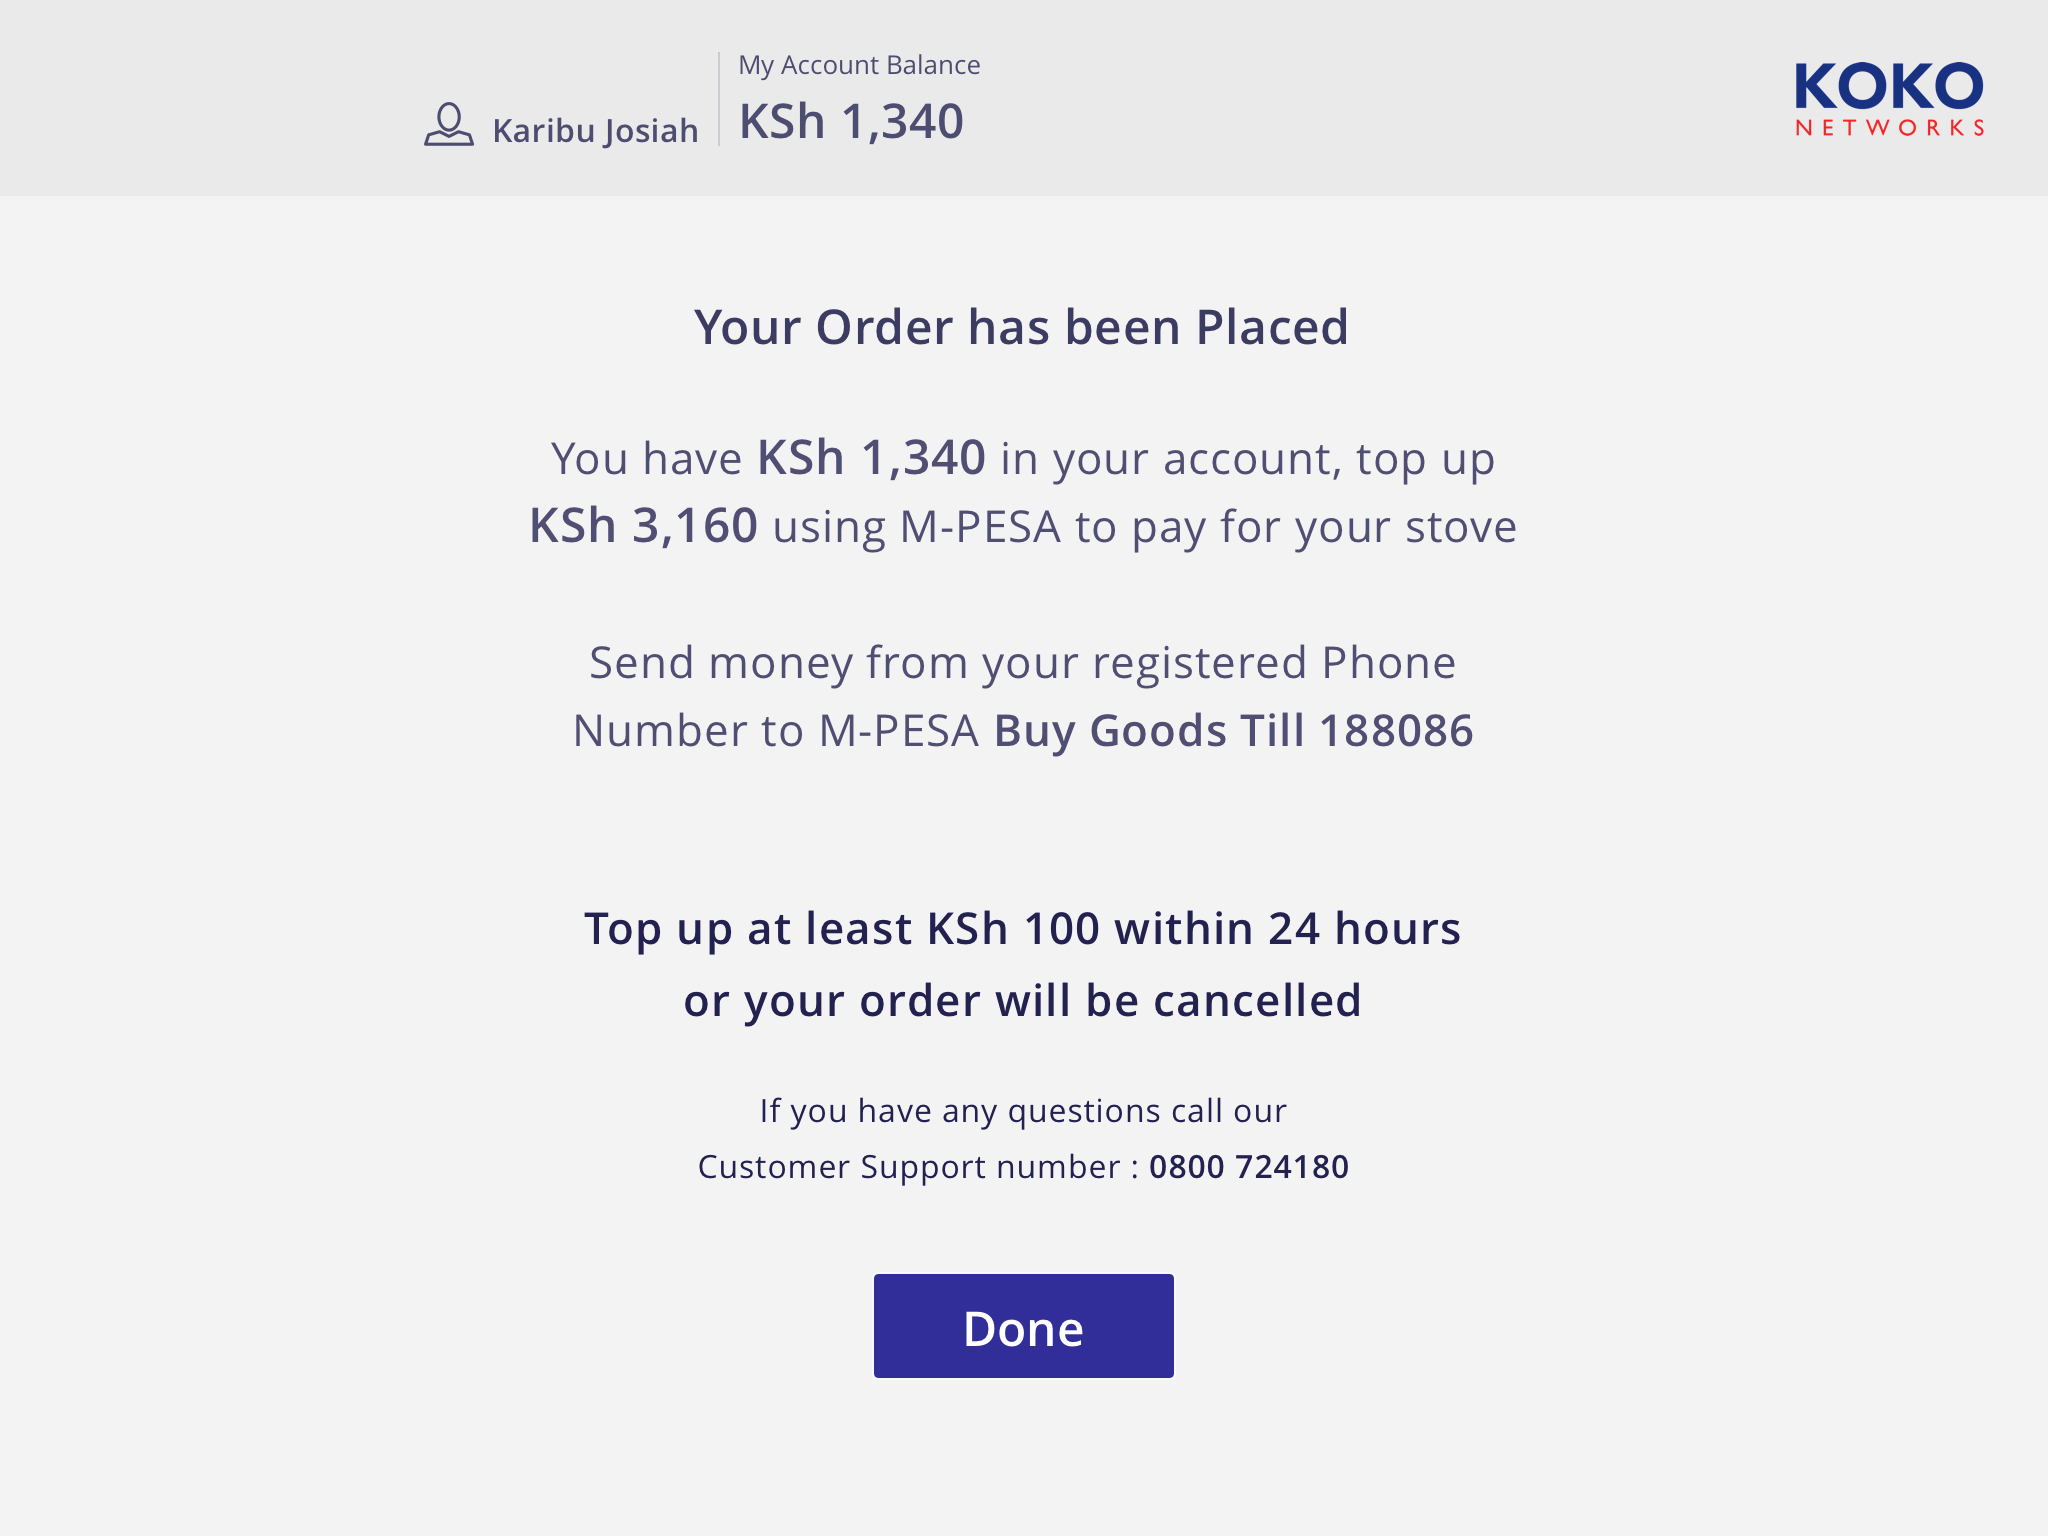 My Account Balance
Karibu Josiah
KSh 1,340
KOKO
NETWORKS
Your Order has been Placed
You have KSh 1,340 in your account, top up
KSh 3,160 using M-PESA to pay for your stove
Send money from your registered Phone
Number to M-PESA Buy Goods Till 188086
Top up at least KSh 100 within 24 hours
or your order will be cancelled
If you have any questions call our
Customer Support number : 0800 724180
Done